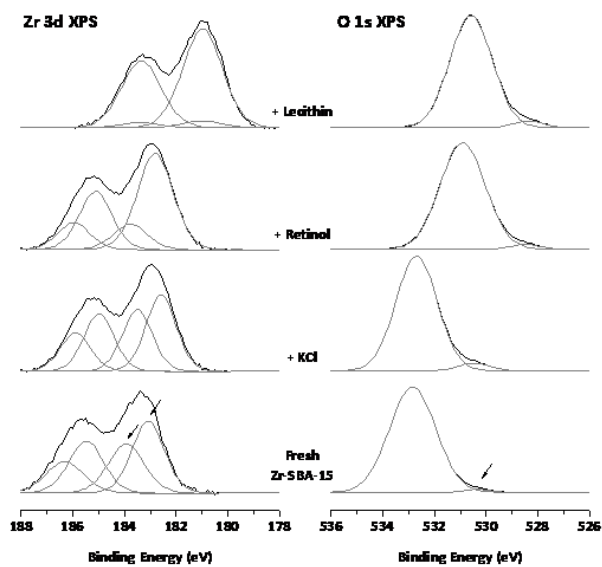 Zr 3d XPS
O 1s XPS
+ Lecithin
+ Retinol
+ KCl
Fresh
Zr-SBA-15
188 186 184 182 180 178
536 534 532 530 528 526
Binding Energy (eV)
Binding Energy (eV)